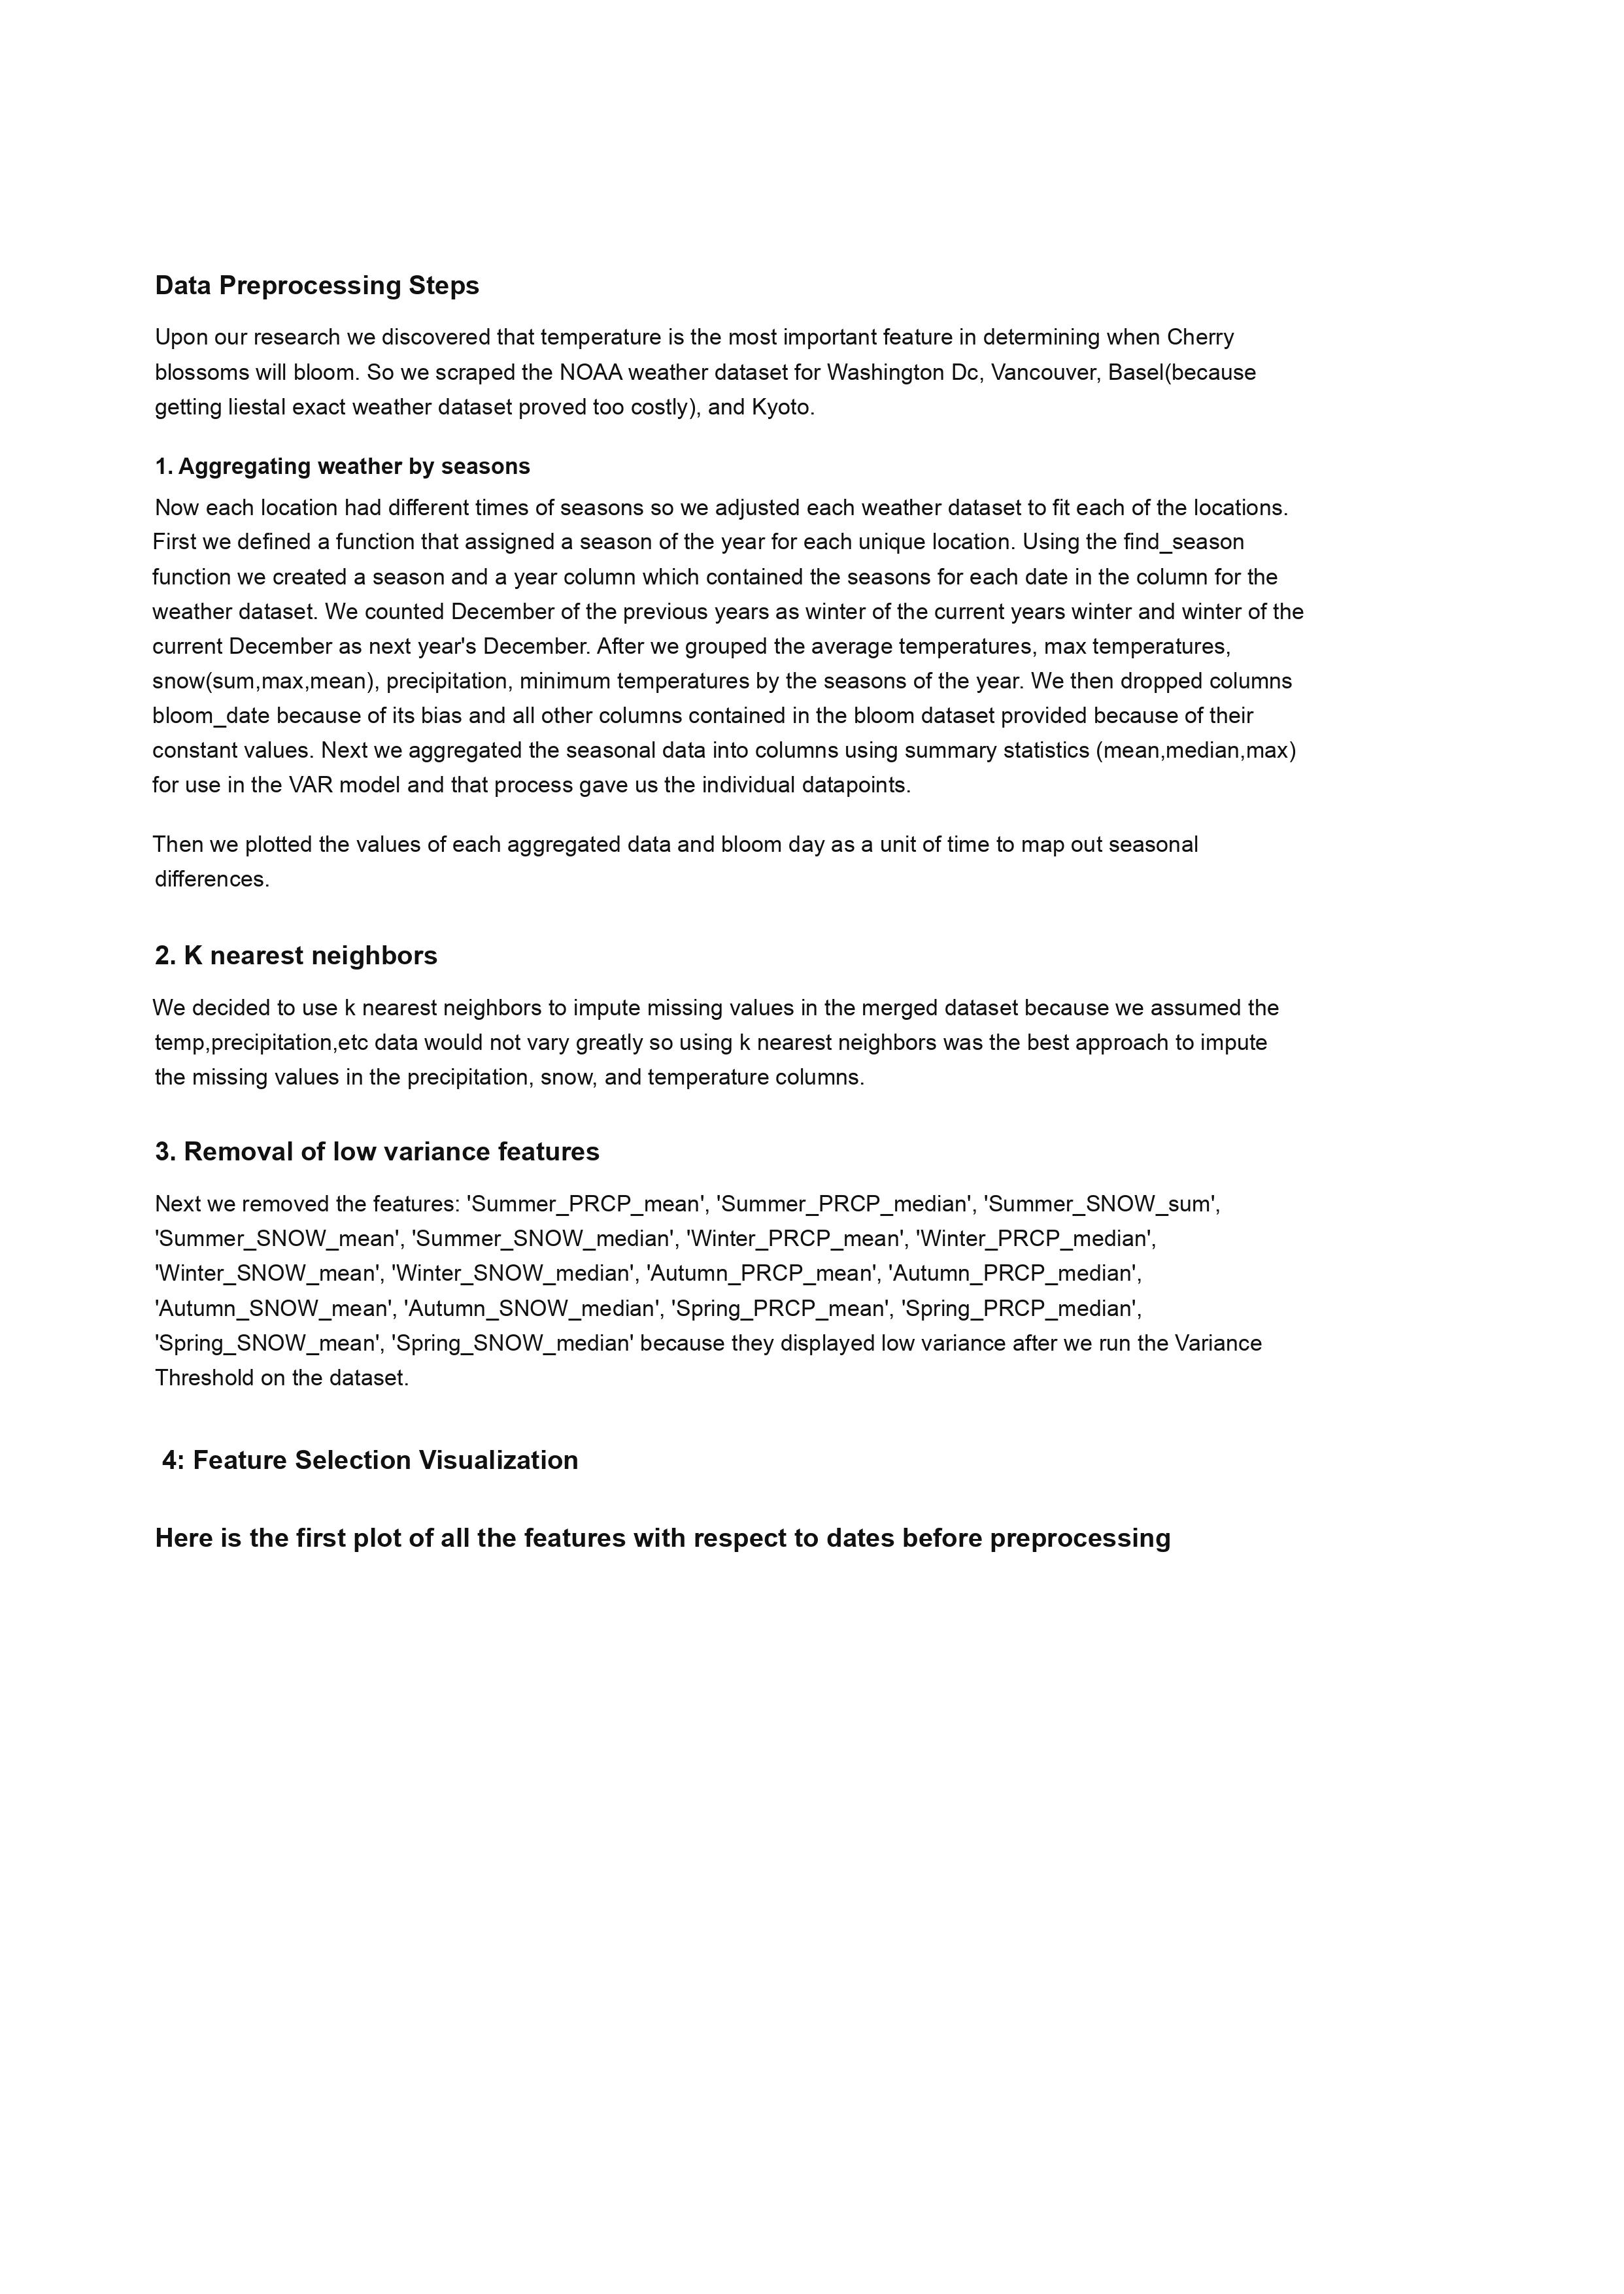 Data Preprocessing Steps
Upon our research we discovered that temperature is the most important feature in determining when Cherry
blossoms will bloom. So we scraped the NOAA weather dataset for Washington Dc, Vancouver, Basel(because
getting liestal exact weather dataset proved too costly), and Kyoto.
1. Aggregating weather by seasons
Now each location had different times of seasons so we adjusted each weather dataset to fit each of the locations.
First we defined a function that assigned a season of the year for each unique location. Using the find_season
function we created a season and a year column which contained the seasons for each date in the column for the
weather dataset. We counted December of the previous years as winter of the current years winter and winter of the
current December as next year's December. After we grouped the average temperatures, max temperatures,
snow(sum,max,mean), precipitation, minimum temperatures by the seasons of the year. We then dropped columns
bloom_date because of its bias and all other columns contained in the bloom dataset provided because of their
constant values. Next we aggregated the seasonal data into columns using summary statistics (mean,median,max)
for use in the VAR model and that process gave us the individual datapoints.
Then we plotted the values of each aggregated data and bloom day as a unit of time to map out seasonal
differences.
2. K nearest neighbors
We decided to use k nearest neighbors to impute missing values in the merged dataset because we assumed the
temp,precipitation,etc data would not vary greatly so using k nearest neighbors was the best approach to impute
the missing values in the precipitation, snow, and temperature columns.
3. Removal of low variance features
Next we removed the features: 'Summer_PRCP_mean', 'Summer_PRCP_median', 'Summer_SNOW_sum',
'Summer_SNOW_mean', 'Summer_SNOW_median', 'Winter_PRCP_mean', 'Winter_PRCP_median',
'Winter_SNOW_mean', 'Winter_SNOW_median', 'Autumn_PRCP_mean', 'Autumn_PRCP_median',
'Autumn_SNOW_mean', 'Autumn_SNOW_median', 'Spring_PRCP_mean', 'Spring_PRCP_median',
'Spring_SNOW_mean', 'Spring_SNOW_median' because they displayed low variance after we run the Variance
Threshold on the dataset.
4: Feature Selection Visualization
Here is the first plot of all the features with respect to dates before preprocessing